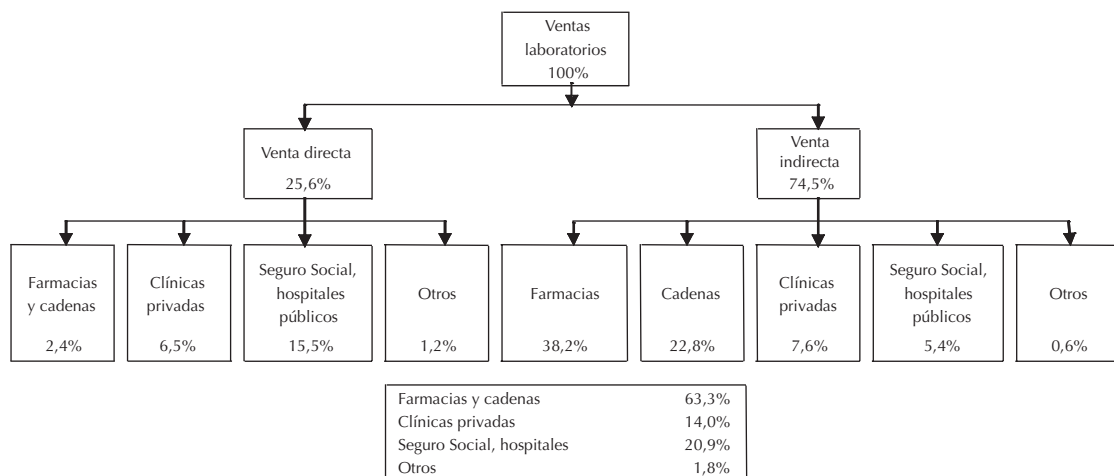 Ventas
laboratorios
100%
Venta directa
25,6%
Venta
indirecta
74,5%
Farmacias
y cadenas
2,4%
Clínicas
privadas
6,5%
Seguro Social,
hospitales
públicos
15,5%
Otros
1,2%
Farmacias
38,2%
Cadenas
22,8%
Clínicas
privadas
7,6%
Seguro Social,
hospitales
públicos
5,4%
Otros
0,6%
Farmacias y cadenas 63,3%
Clínicas privadas 14,0%
Seguro Social, hospitales 20,9%
Otros 1,8%